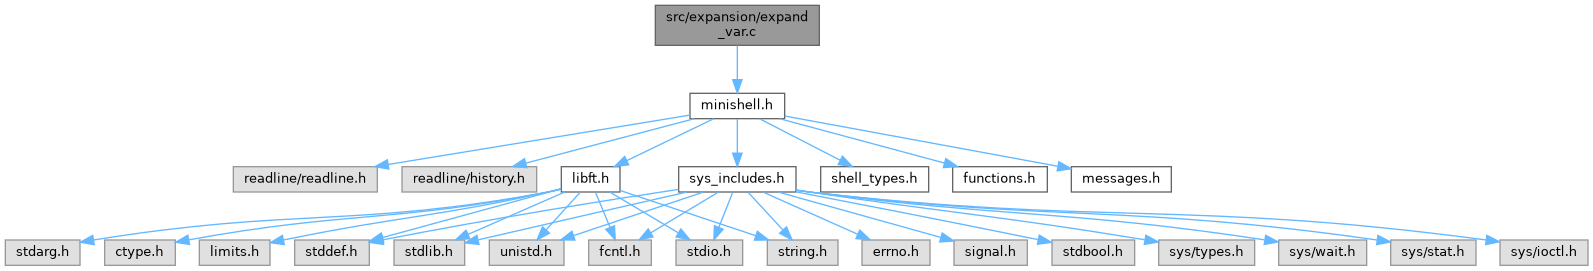 src/expansion/expand
_var.c
minishell.h
readline/readline.h
readline/history.h
libft.h
sys_includes.h
shell_types.h
functions.h
messages.h
stdarg.h
ctype.h
limits.h
stddef.h
stdlib.h
unistd.h
fcntl.h
stdio.h
string.h
errno.h
signal.h
stdbool.h
sys/types.h
sys/wait.h
sys/stat.h
sys/ioctl.h